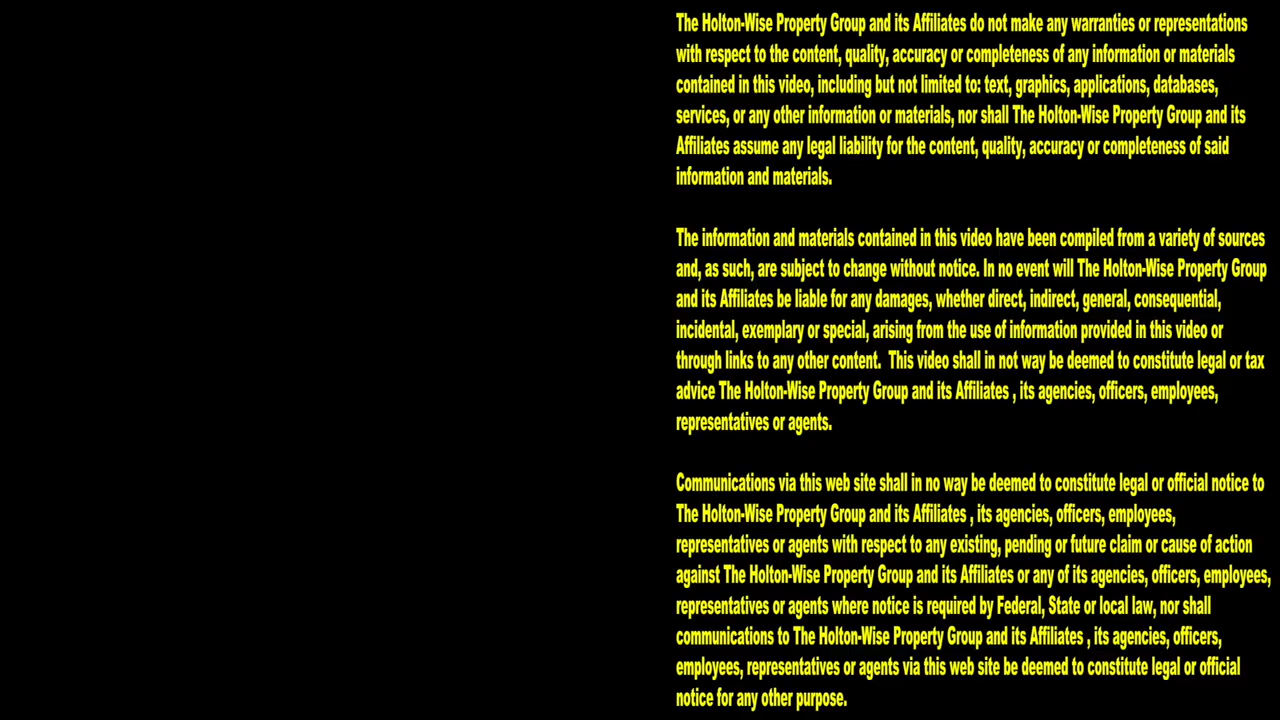 The Holton-Wise Property Group and its Affiliates do not make any warranties or representations
with respect to the content, quality, accuracy or completeness of any information or materials
contained in this video, including but not limited to: text, graphics, applications, databases,
services, or any other information or materials, nor shall The Holton-Wise Property Group and its
Affiliates assume any legal liability for the content, quality, accuracy or completeness of said
information and materials.
The information and materials contained in this video have been compiled from a variety of sources
and, as such, are subject to change without notice. In no event will The Holton-Wise Property Group
and its Affiliates be liable for any damages, whether direct, indirect, general, consequential,
incidental, exemplary or special, arising from the use of information provided in this video or
through links to any other content.  This video shall in not way be deemed to constitute legal or tax
advice The Holton-Wise Property Group and its Affiliates , its agencies, officers, employees,
representatives or agents.
Communications via this web site shall in no way be deemed to constitute legal or official notice to
The Holton-Wise Property Group and its Affiliates , its agencies, officers, employees,
representatives or agents with respect to any existing, pending or future claim or cause of action
against The Holton-Wise Property Group and its Affiliates or any of its agencies, officers, employees,
representatives or agents where notice is required by Federal, State or local law, nor shall
communications to The Holton-Wise Property Group and its Affiliates , its agencies, officers,
employees, representatives or agents via this web site be deemed to constitute legal or official
notice for any other purpose.